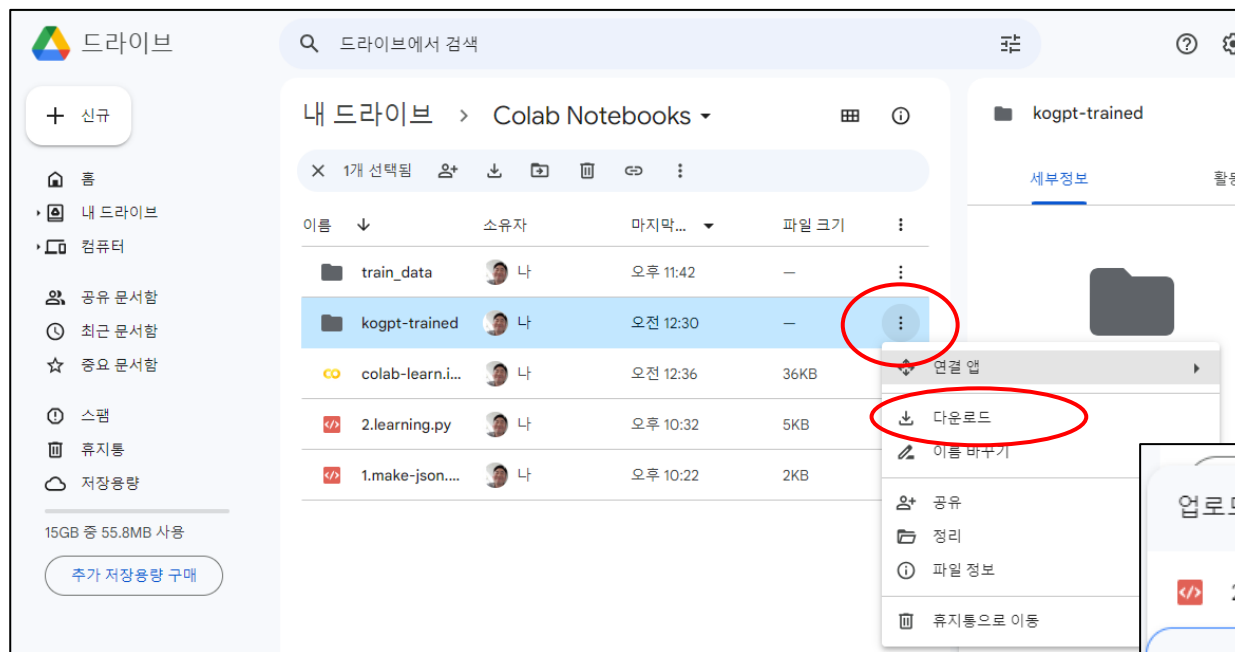 드라이브
드라이브에서 검색
신규
홈
내 드라이브
컴퓨터
공유 문서함
최근 문서함
중요 문서함
스팸
휴지통
저장용량
15GB 중 55.8MB 사용
추가 저장용량 구매
내 드라이브 > Colab Notebooks
1개 선택됨
이름 소유자 마지막... 파일 크기
train_data 나 오후 11:42 —
kogpt-trained 나 오전 12:30 —
colab-learn.i... 나 오전 12:36 36KB
2.learning.py 나 오후 10:32 5KB
1.make-json.... 나 오후 10:22 2KB
kogpt-trained
세부정보
연결 앱
다운로드
이름 바꾸기
공유
정리
파일 정보
휴지통으로 이동